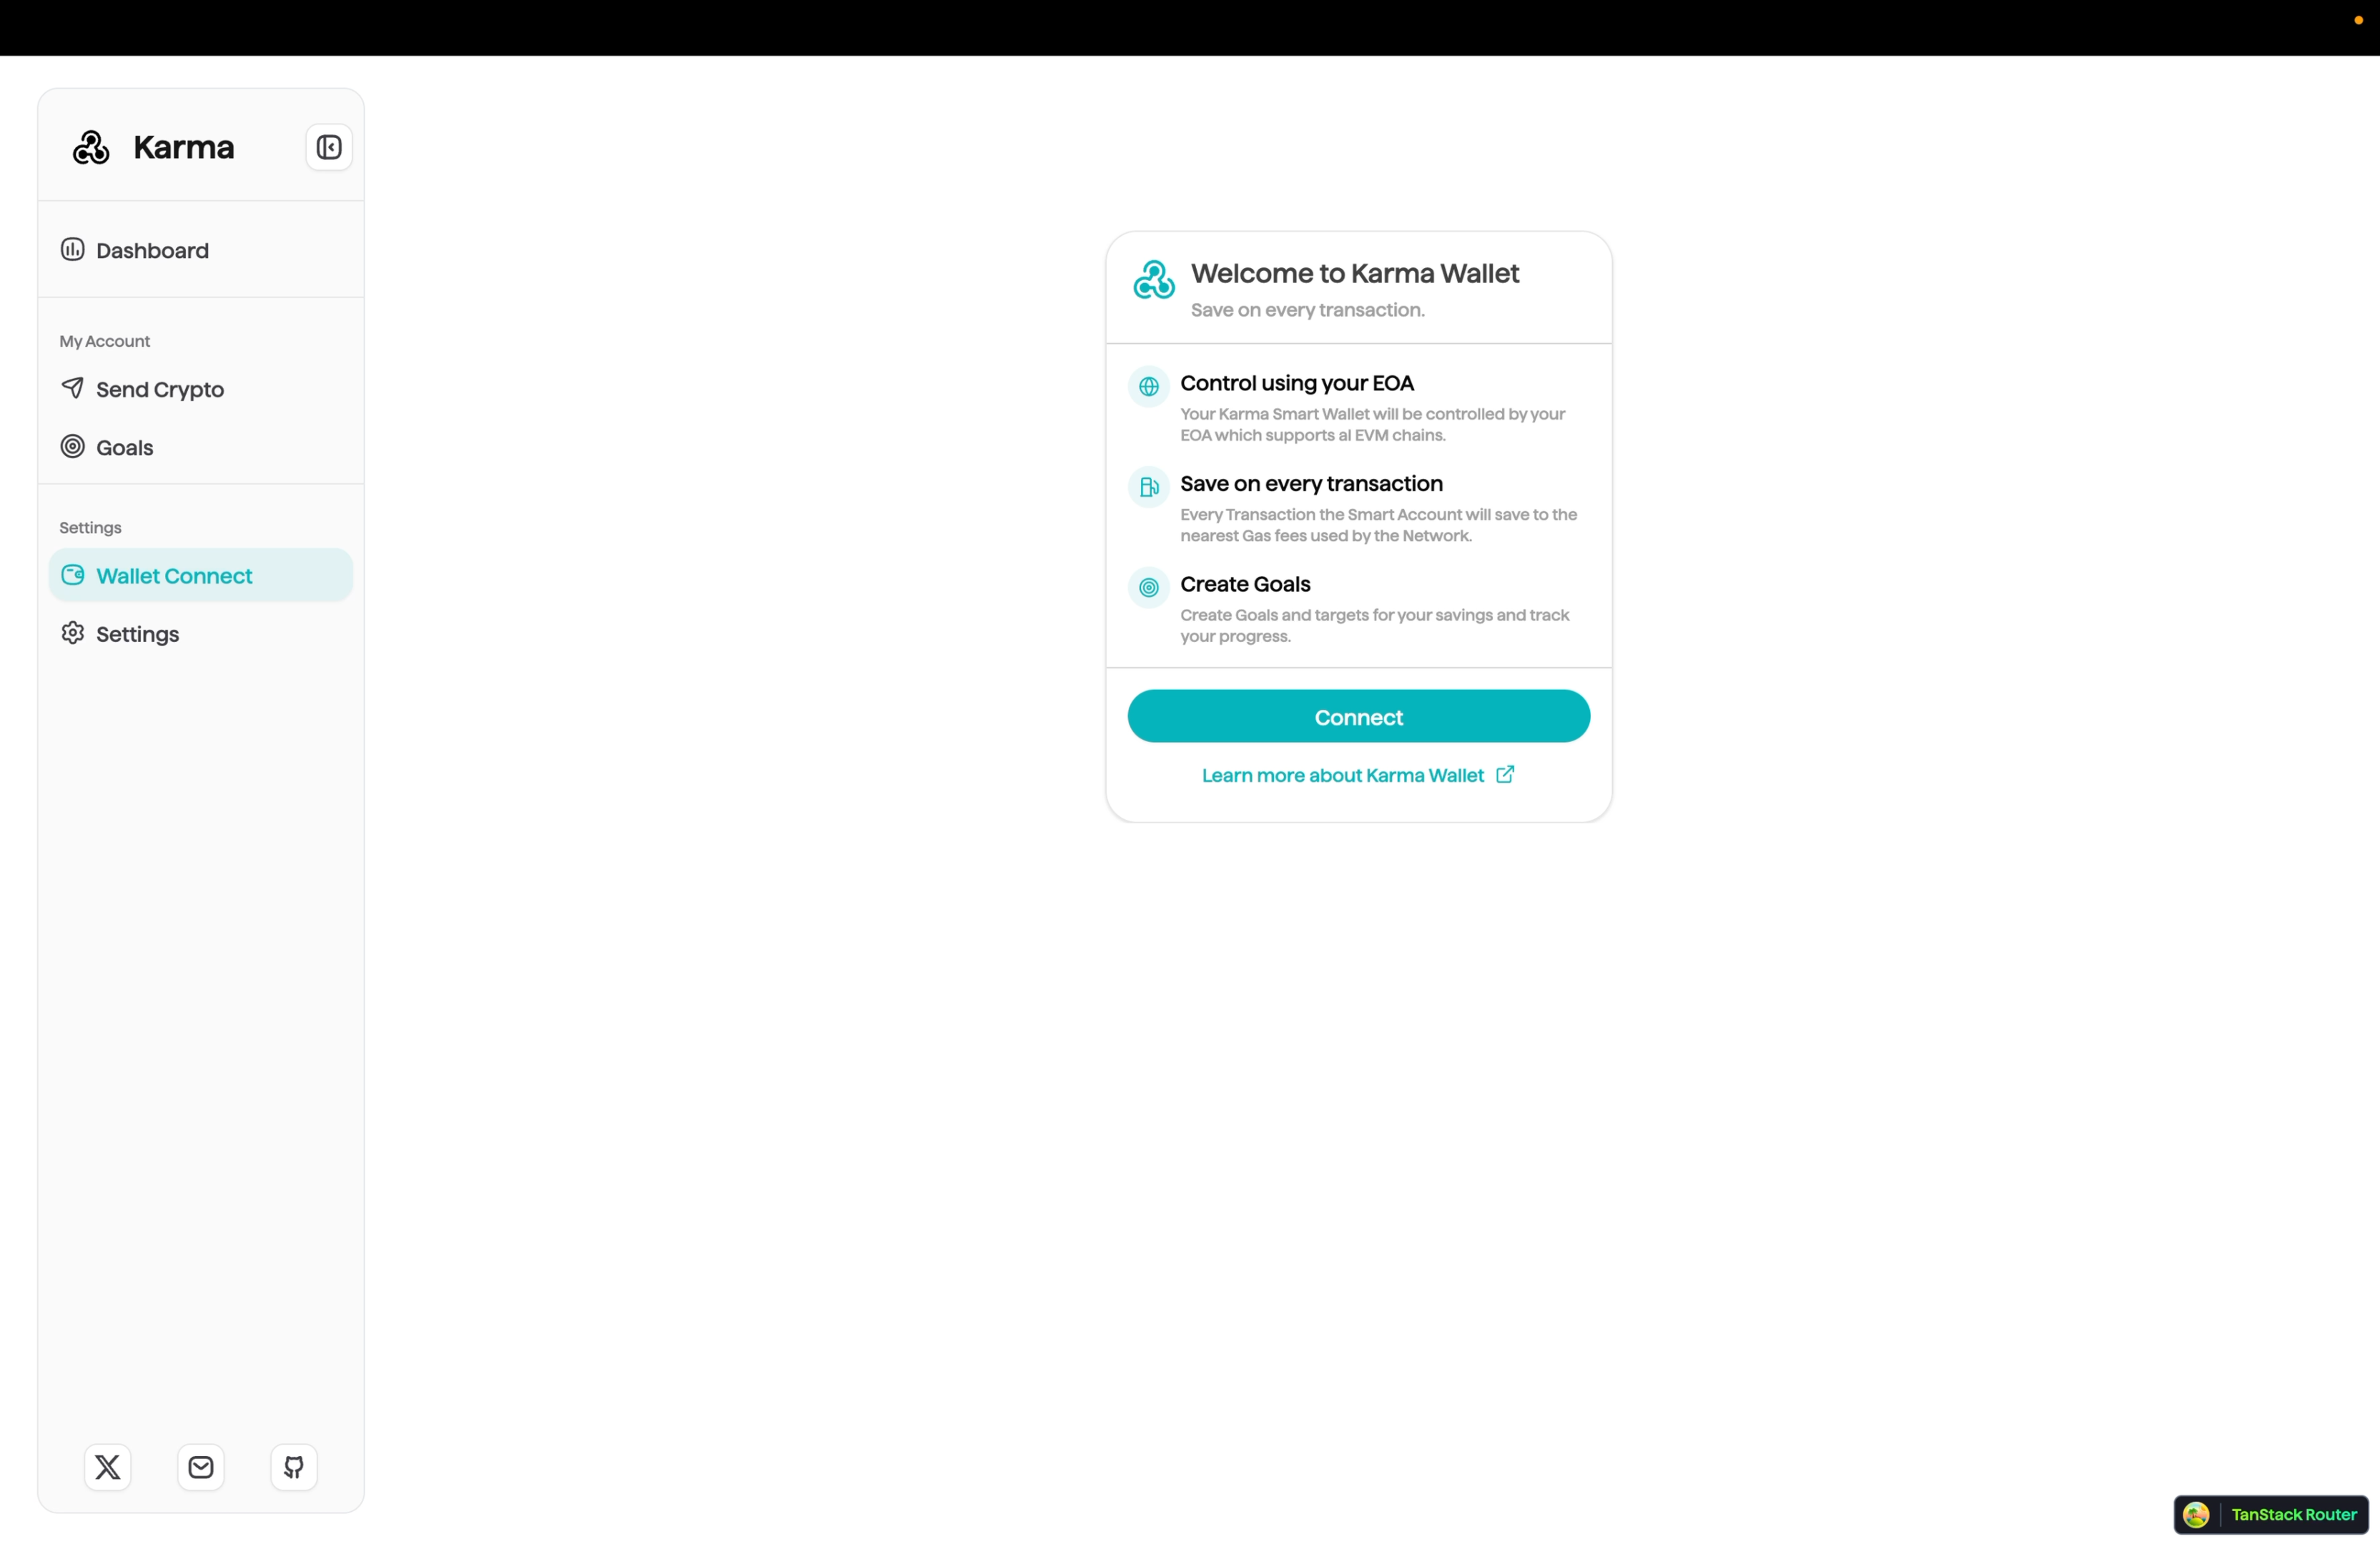 Karma
Dashboard
My Account
Send Crypto
Goals
Settings
Wallet Connect
Settings
Welcome to Karma Wallet
Save on every transaction.
Control using your EOA
Your Karma Smart Wallet will be controlled by your
EOA which supports al EVM chains.
Save on every transaction
Every Transaction the Smart Account will save to the
nearest Gas fees used by the Network.
Create Goals
Create Goals and targets for your savings and track
your progress.
Connect
Learn more about Karma Wallet
TanStack Router